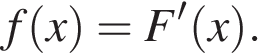 f(x) = F′(x).